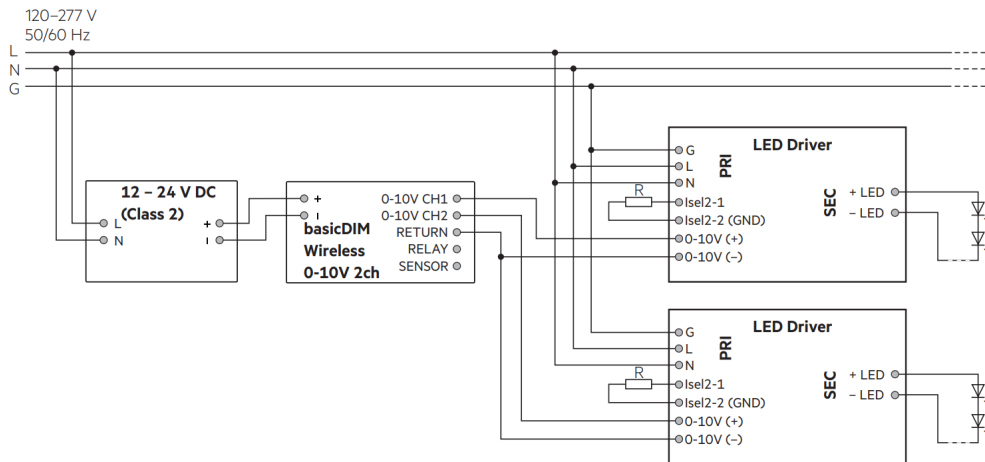 120–277 V
50/60 Hz
L
N
G
12 – 24 V DC
(Class 2)
L
N
+
I
+
I
basicDIM
Wireless
0-10V 2ch
0-10V CH1
0-10V CH2
RETURN
RELAY
SENSOR
LED Driver
PRI
G
L
N
R
Isel2-1
Isel2-2 (GND)
0-10V (+)
0-10V (−)
SEC
+ LED
− LED
LED Driver
PRI
G
L
N
R
Isel2-1
Isel2-2 (GND)
0-10V (+)
0-10V (−)
SEC
+ LED
− LED